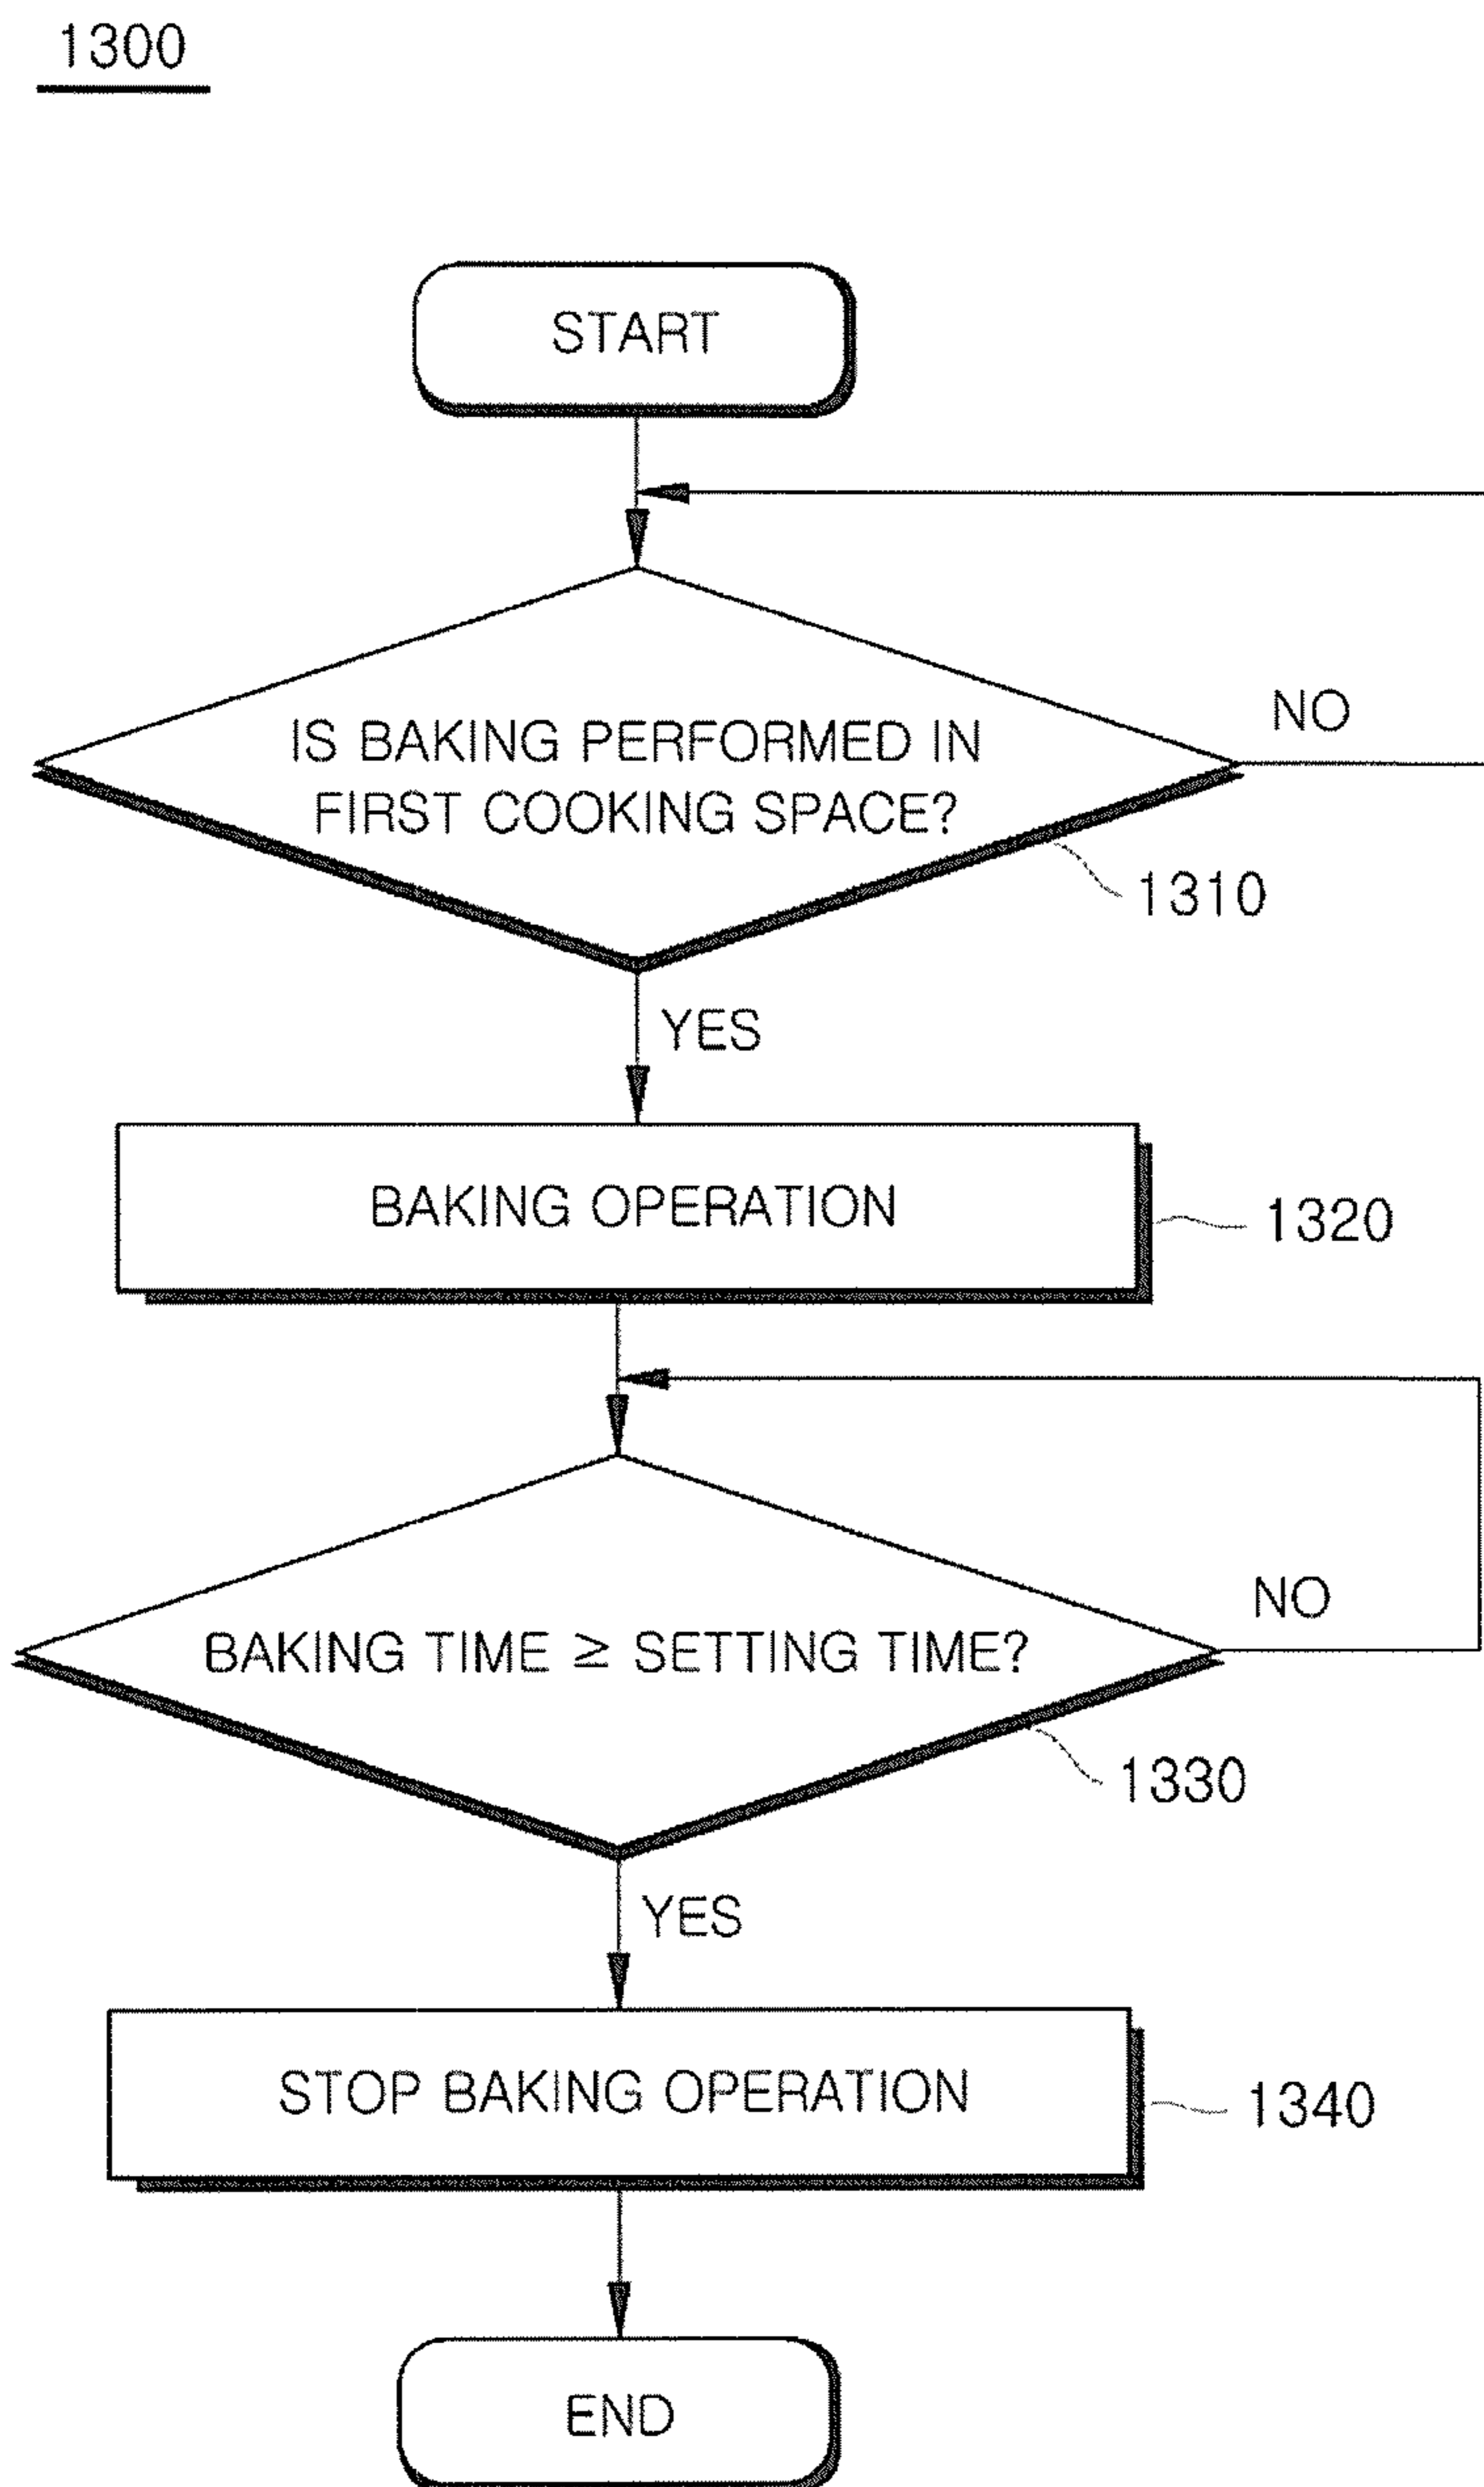 1300
START
IS BAKING PERFORMED IN
FIRST COOKING SPACE?
NO
1310
YES
BAKING OPERATION
1320
BAKING TIME ≥ SETTING TIME?
NO
1330
YES
STOP BAKING OPERATION
1340
END